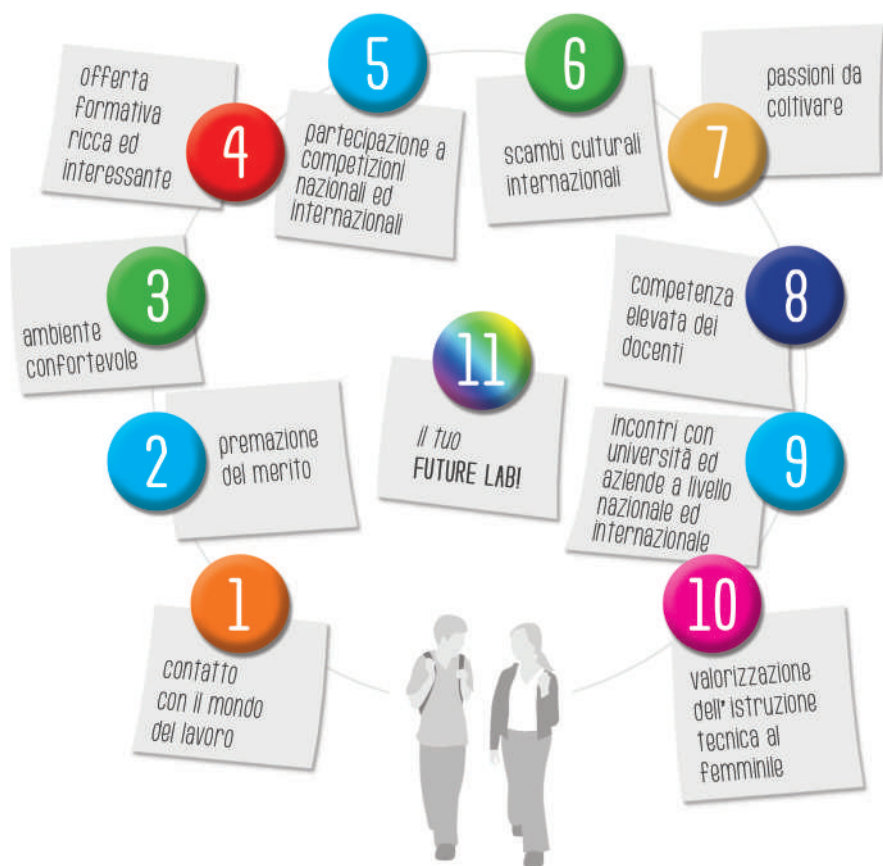 1
contatto
con il mondo
del lavoro
2
premazione
del merito
3
ambiente
confortevole
4
offerta
formativa
ricca ed
interessante
5
partecipazione a
competizioni
nazionali ed
internazionali
6
scambi culturali
internazionali
7
passioni da
coltivare
8
competenza
elevata dei
docenti
9
incontri con
università ed
aziende a livello
nazionale ed
internazionale
10
valorizzazione
dell'istruzione
tecnica al
femminile
11
il tuo
FUTURE LAB!